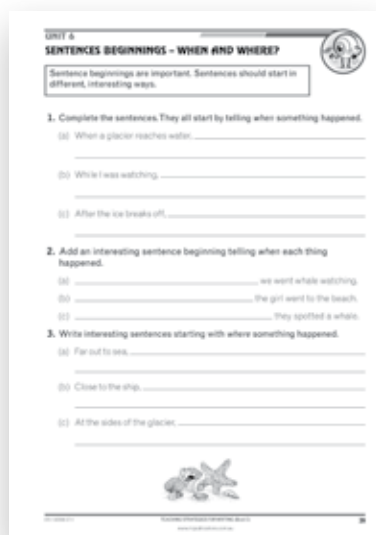 UNIT 6
SENTENCES BEGINNINGS – WHEN AND WHERE?
Sentence beginnings are important. Sentences should start in
different, interesting ways.
1. Complete the sentences. They all start by telling when something happened.
(a) When a glacier reaches water,
(b) While I was watching,
(c) After the ice breaks off,
2. Add an interesting sentence beginning telling when each thing
happened.
(a) we went whale watching.
(b) the girl went to the beach.
(c) they spotted a whale.
3. Write interesting sentences starting with where something happened.
(a) Far out to sea,
(b) Close to the ship,
(c) At the sides of the glacier,